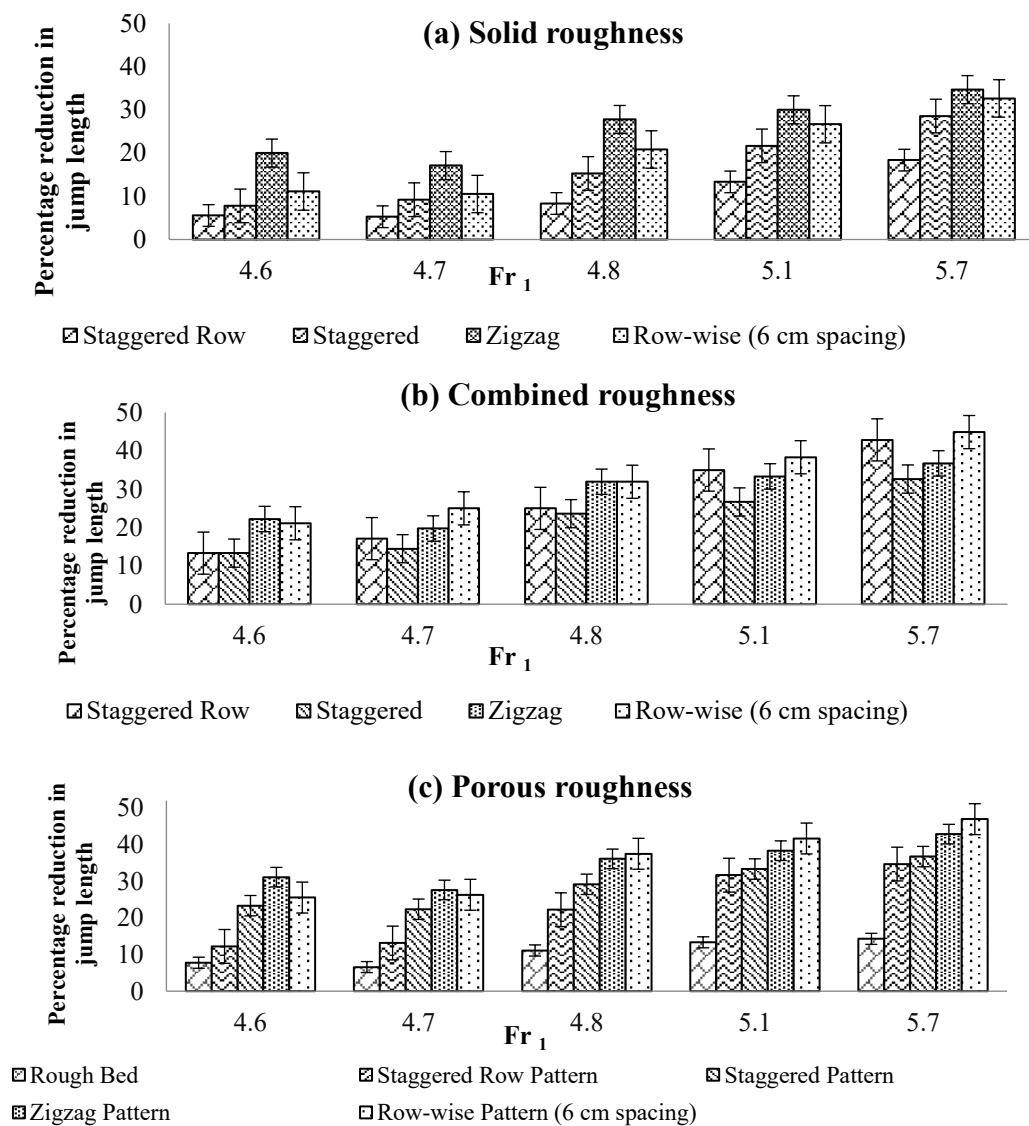 (a) Solid roughness
Percentage reduction in
jump length
50
40
30
20
10
0
4.6 4.7 4.8 5.1 5.7
Fr 1
Staggered Row Staggered Zigzag Row-wise (6 cm spacing)
(b) Combined roughness
Percentage reduction in
jump length
50
40
30
20
10
0
4.6 4.7 4.8 5.1 5.7
Fr 1
Staggered Row Staggered Zigzag Row-wise (6 cm spacing)
(c) Porous roughness
Percentage reduction in
jump length
50
40
30
20
10
0
4.6 4.7 4.8 5.1 5.7
Fr 1
Rough Bed Staggered Row Pattern Staggered Pattern
Zigzag Pattern Row-wise Pattern (6 cm spacing)